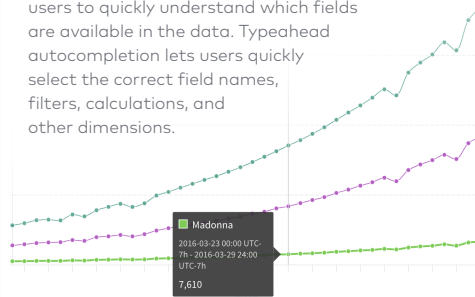 users to quickly understand which fields
are available in the data. Typeahead
autocompletion lets users quickly
select the correct field names,
filters, calculations, and
other dimensions.
Madonna
2016-03-23 00:00 UTC-
7h - 2016-03-29 24:00
UTC-7h
7,610